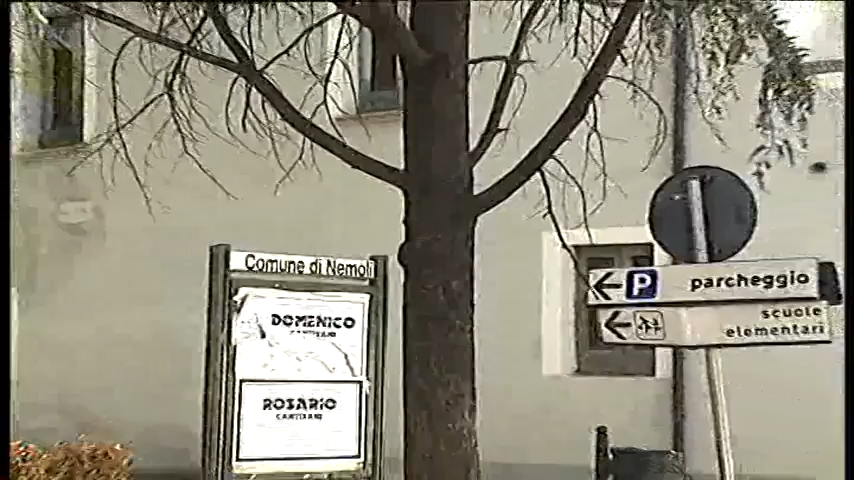 Comune di Nemoli
DOMENICO
ROSARIO
P parcheggio
scuole
elementari